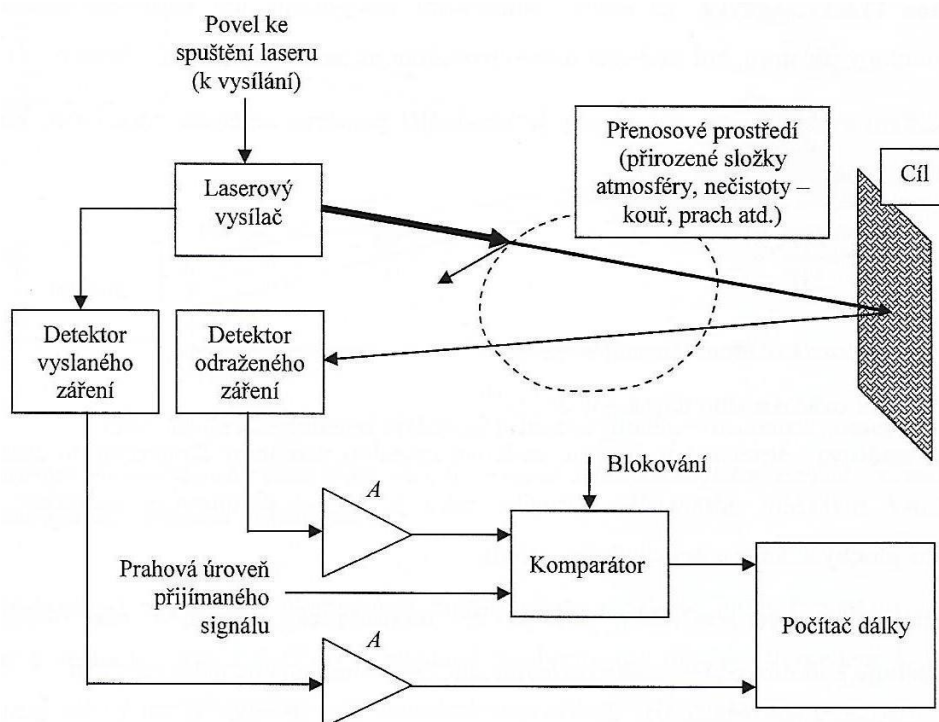 Povel ke
spuštění laseru
(k vysílání)
Laserový
vysílač
Přenosové prostředí
(přirozené složky
atmosféry, nečistoty –
kouř, prach atd.)
Cíl
Detektor
vyslaného
záření
Detektor
odraženého
záření
Blokování
A
Komparátor
Prahová úroveň
přijímaného
signálu
A
Počítač dálky